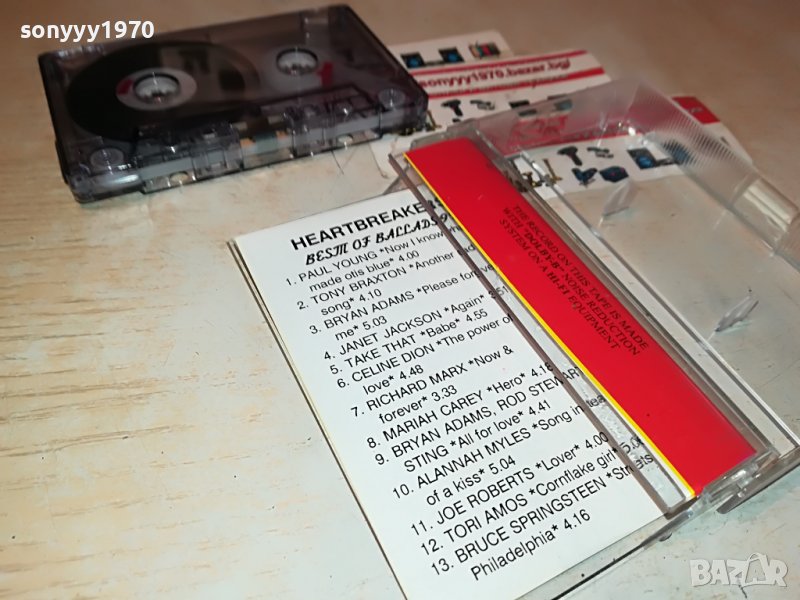 sonyyy1970
sonyyy1970.bazar.bg
HEARTBREAKE
BESTT OF BALLADS
1. PAUL YOUNG *Now I know
made otis blue* 4.00
2. TONY BRAXTON *Another sad
song* 4.10
3. BRYAN ADAMS *Please forgive
me* 5.03
4. JANET JACKSON *Again*
5. TAKE THAT *Babe* 4.55
6. CELINE DION *The power of
love* 4.48
7. RICHARD MARX *Now &
forever* 3.33
8. MARIAH CAREY *Hero* 4.18
9. BRYAN ADAMS, ROD STEWART
STING *All for love* 4.41
10. ALANNAH MYLES *Song in
of a kiss* 5.04
11. JOE ROBERTS *Lover* 4.00
12. TORI AMOS *Cornflake girl*
13. BRUCE SPRINGSTEEN *Streets
Philadelphia* 4.16
THE RECORD ON THIS TAPE IS MADE
WITH "DOLBY-B" NOISE REDUCTION
SYSTEM ON A HI-FI EQUIPMENT
BAZAR